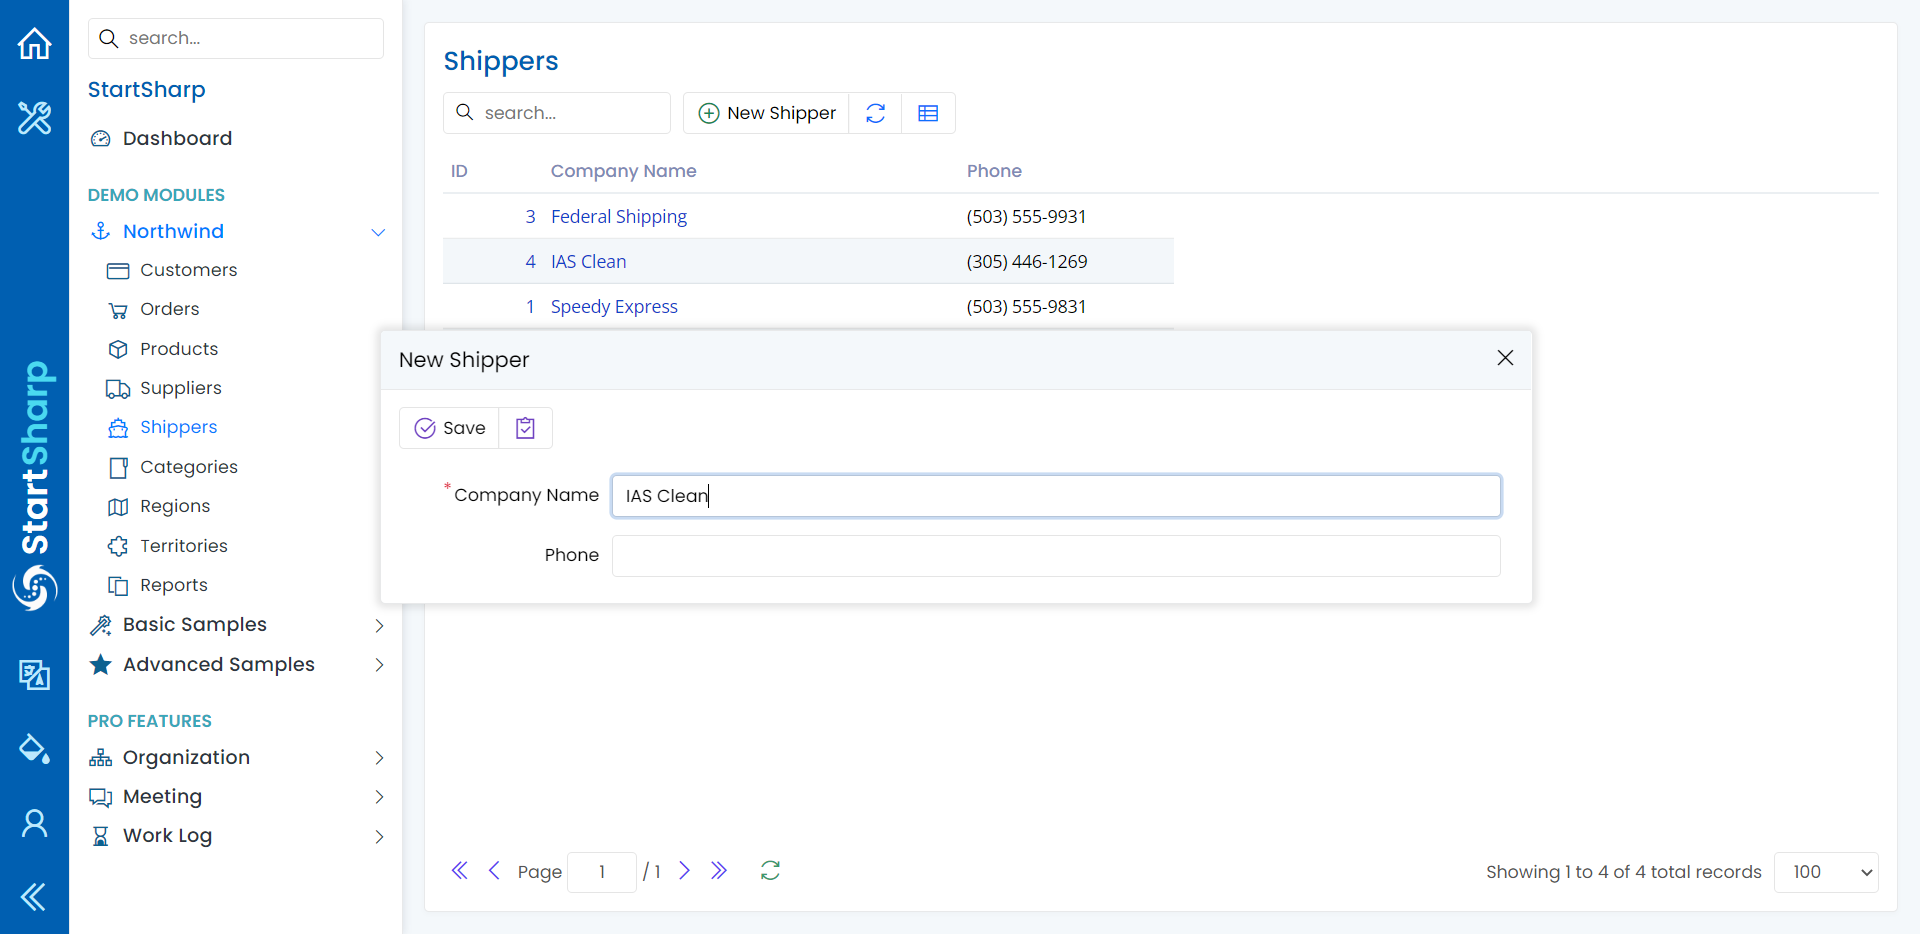 search...
StartSharp
Dashboard
DEMO MODULES
Northwind
Customers
Orders
Products
Suppliers
Shippers
Categories
Regions
Territories
Reports
Basic Samples
Advanced Samples
PRO FEATURES
Organization
Meeting
Work Log
StartSharp
Shippers
search...
New Shipper
ID Company Name Phone
3 Federal Shipping (503) 555-9931
4 IAS Clean (305) 446-1269
1 Speedy Express (503) 555-9831
New Shipper
Save
*Company Name IAS Clean
Phone
Page 1 / 1
Showing 1 to 4 of 4 total records 100